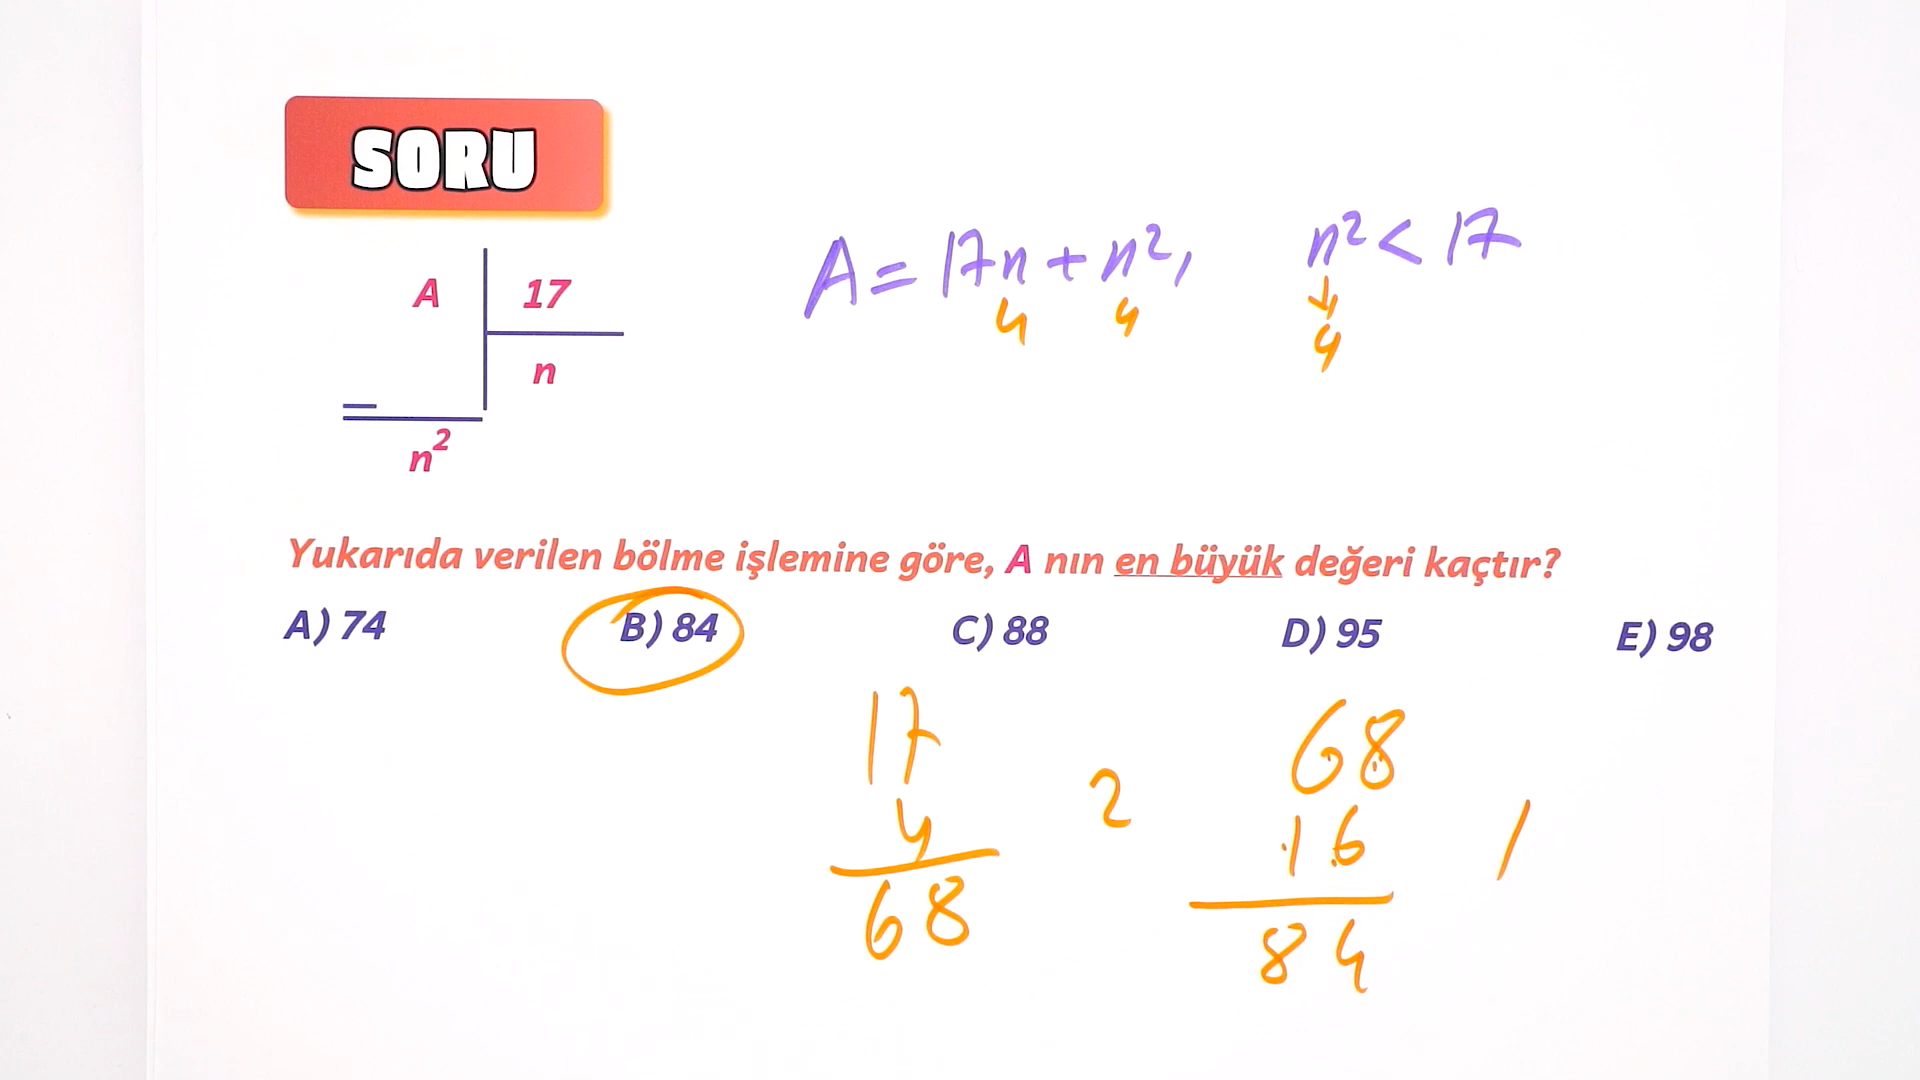 SORU
A = 17n + n², n² < 17
4 4 4
A 17
n
n²
Yukarıda verilen bölme işlemine göre, A nın en büyük değeri kaçtır?
A) 74 B) 84 C) 88 D) 95 E) 98
17
4
68
2
68
16
84